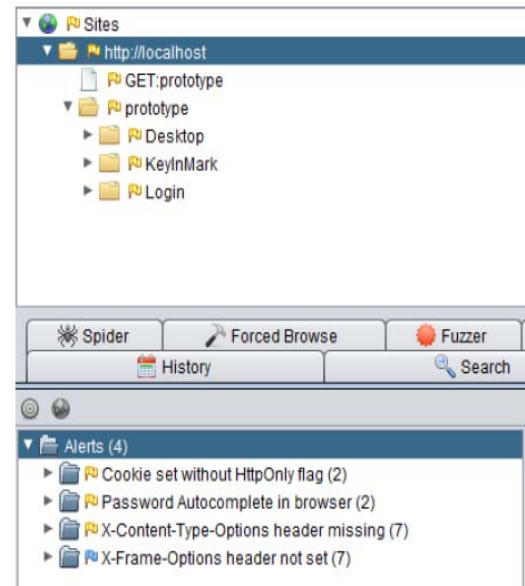 Sites
http://localhost
GET:prototype
prototype
Desktop
KeyInMark
Login
Spider
Forced Browse
Fuzzer
History
Search
Alerts (4)
Cookie set without HttpOnly flag (2)
Password Autocomplete in browser (2)
X-Content-Type-Options header missing (7)
X-Frame-Options header not set (7)